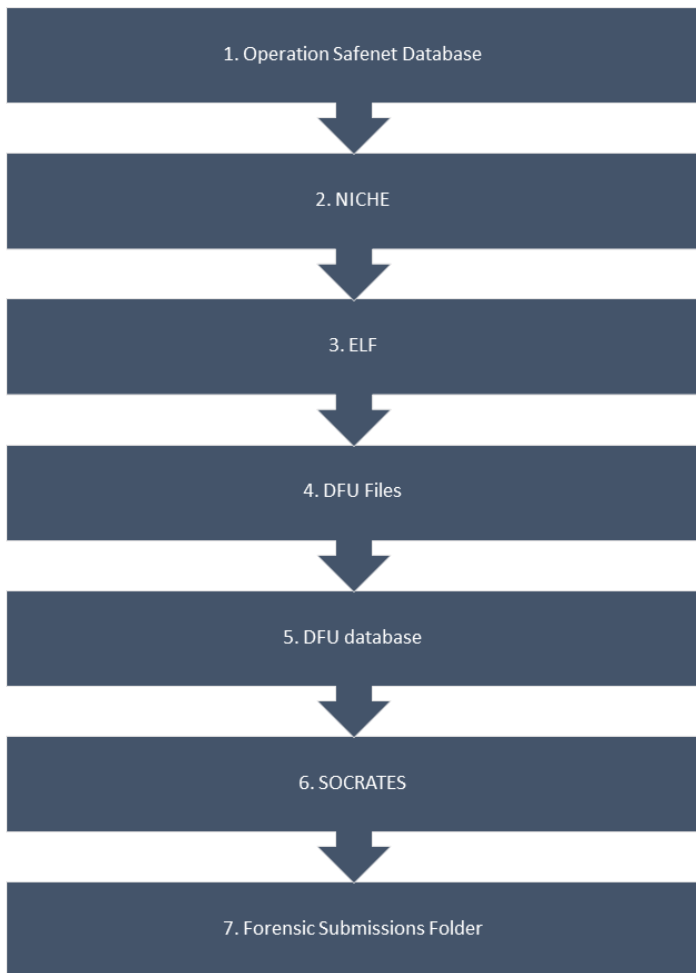 1. Operation Safenet Database
2. NICHE
3. ELF
4. DFU Files
5. DFU database
6. SOCRATES
7. Forensic Submissions Folder